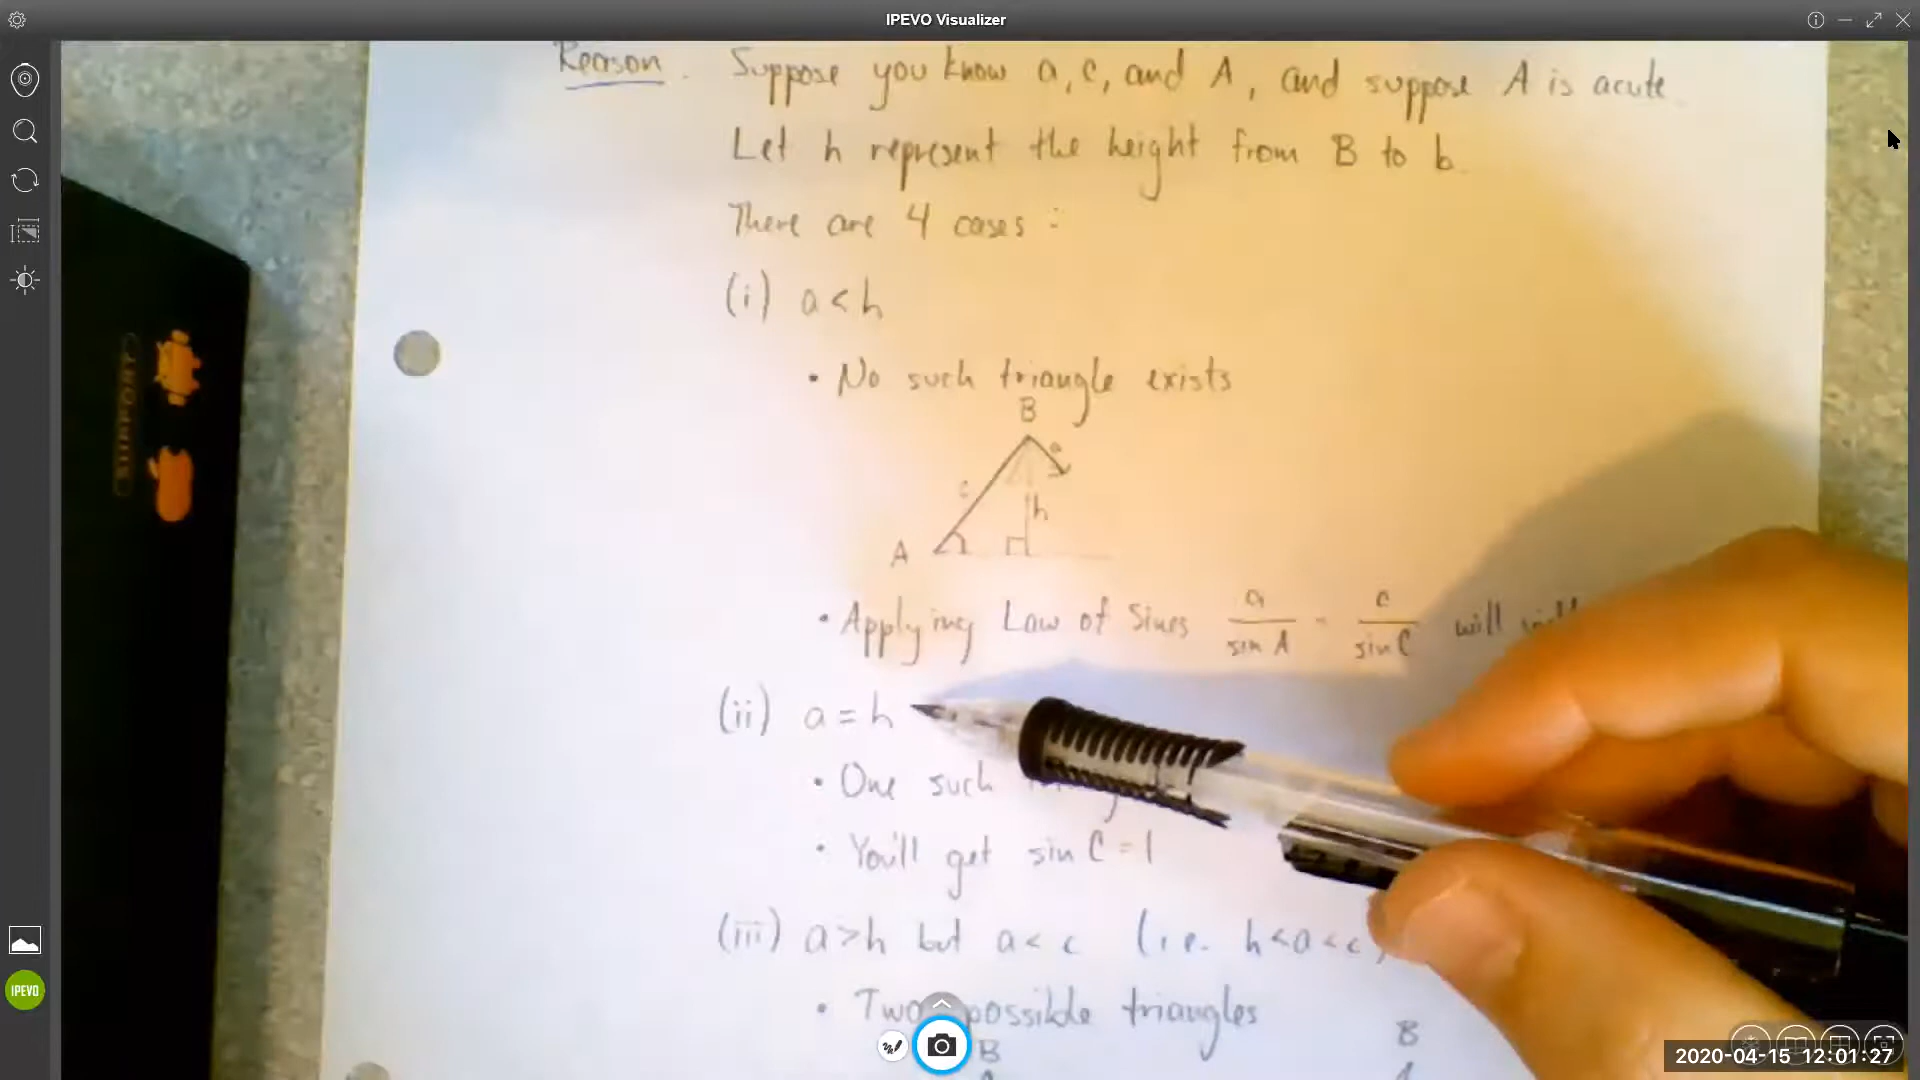 IPEVO Visualizer
Reason. Suppose you know a, c, and A, and suppose A is acute.
Let h represent the height from B to b.
There are 4 cases:
(i) a < h
• No such triangle exists
B
a
c
h
A
• Applying Law of Sines a/sin A = c/sin C will
(ii) a = h
• One such
• You'll get sin C = 1
(iii) a > h but a < c (i.e. h < a < c)
• Two possible triangles
B
B
IPEVO
2020-04-15 12:01:27